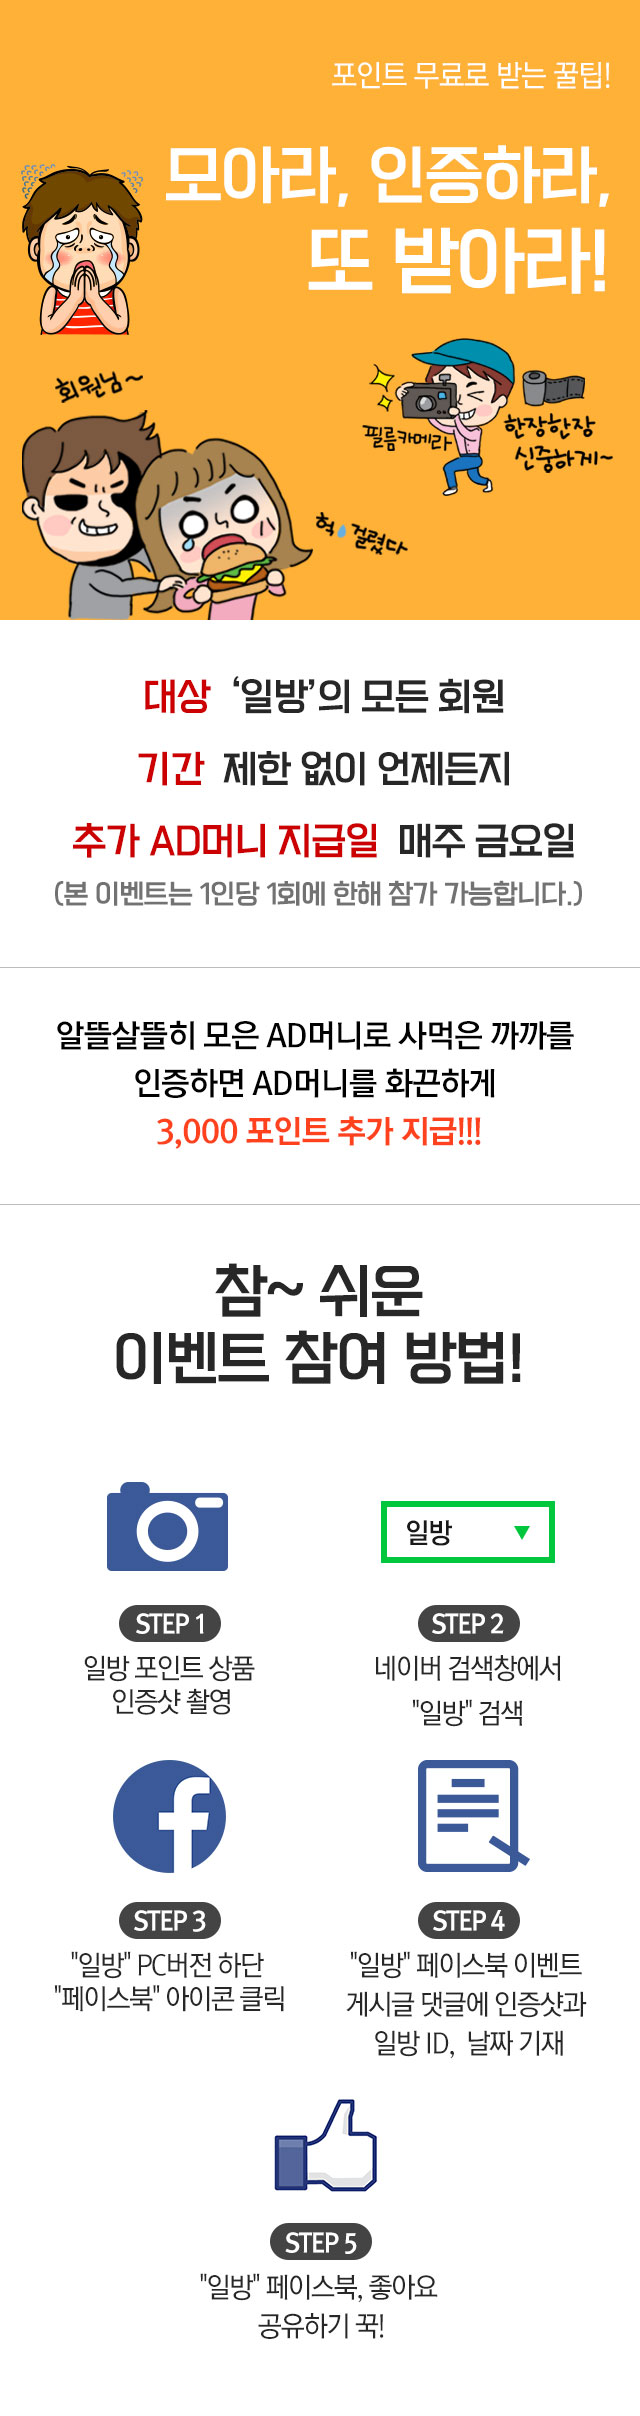 포인트 무료로 받는 꿀팁!
모아라, 인증하라,
또 받아라!
회원님~
필름카메라
한장한장
신중하게~
헉 걸렸다
대상 ‘일방’의 모든 회원
기간 제한 없이 언제든지
추가 AD머니 지급일 매주 금요일
(본 이벤트는 1인당 1회에 한해 참가 가능합니다.)
알뜰살뜰히 모은 AD머니로 사먹은 까까를
인증하면 AD머니를 화끈하게
3,000 포인트 추가 지급!!!
참~ 쉬운
이벤트 참여 방법!
일방 ▼
STEP 1
일방 포인트 상품
인증샷 촬영
STEP 2
네이버 검색창에서
"일방" 검색
STEP 3
"일방" PC버전 하단
"페이스북" 아이콘 클릭
STEP 4
"일방" 페이스북 이벤트
게시글 댓글에 인증샷과
일방 ID, 날짜 기재
STEP 5
"일방" 페이스북, 좋아요
공유하기 꾹!